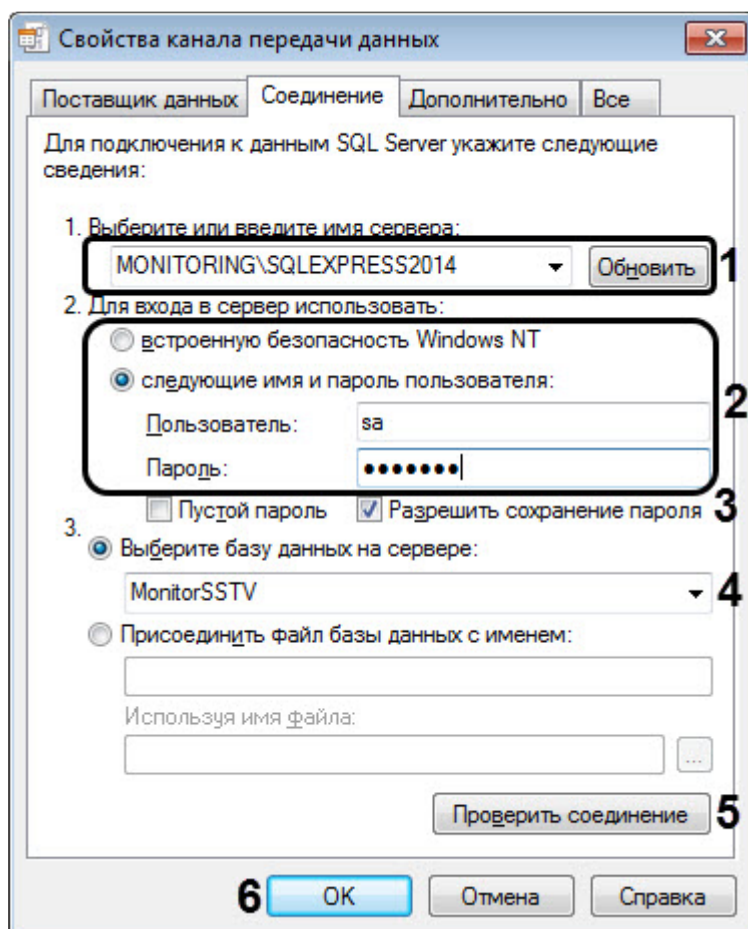 Свойства канала передачи данных
Поставщик данных Соединение Дополнительно Все
Для подключения к данным SQL Server укажите следующие
сведения:
1. Выберите или введите имя сервера:
MONITORING\SQLEXPRESS2014 Обновить 1
2. Для входа в сервер использовать:
встроенную безопасность Windows NT
следующие имя и пароль пользователя:
2
Пользователь: sa
Пароль: •••••••
Пустой пароль Разрешить сохранение пароля 3
3.
Выберите базу данных на сервере:
MonitorSSTV 4
Присоединить файл базы данных с именем:
Используя имя файла:
...
Проверить соединение 5
6 OK Отмена Справка